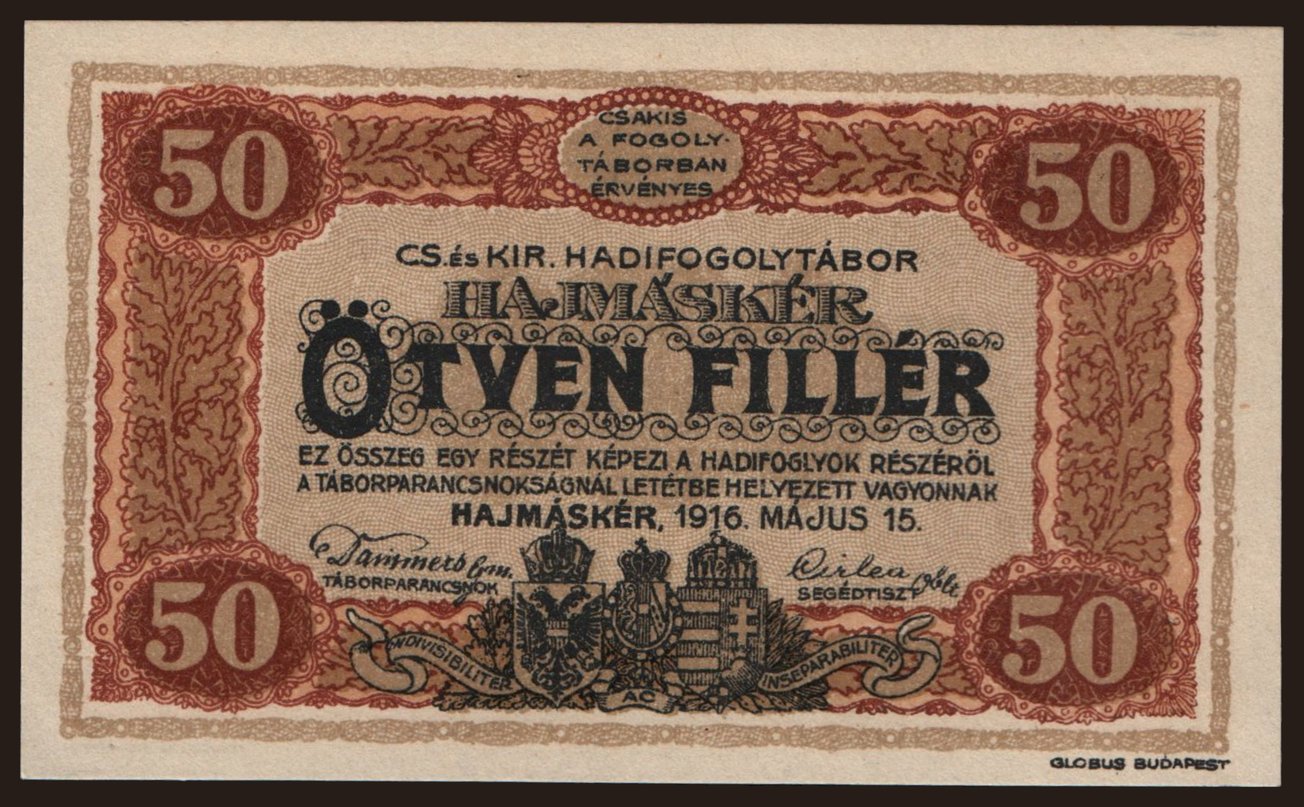 50
CSAKIS
A FOGOLY-
TÁBORBAN
ÉRVÉNYES
50
CS. és KIR. HADIFOGOLYTÁBOR
HAJMÁSKÉR
ÖTVEN FILLÉR
EZ ÖSSZEG EGY RÉSZÉT KÉPEZI A HADIFOGLYOK RÉSZÉRÖL
A TÁBORPARANCSNOKSÁGNÁL LETÉTBE HELYEZETT VAGYONNAK
HAJMÁSKÉR, 1916. MÁJUS 15.
TÁBORPARANCSNOK
SEGÉDTISZT
50
INDIVISIBILITER
AC
INSEPARABILITER
50
GLOBUS BUDAPEST